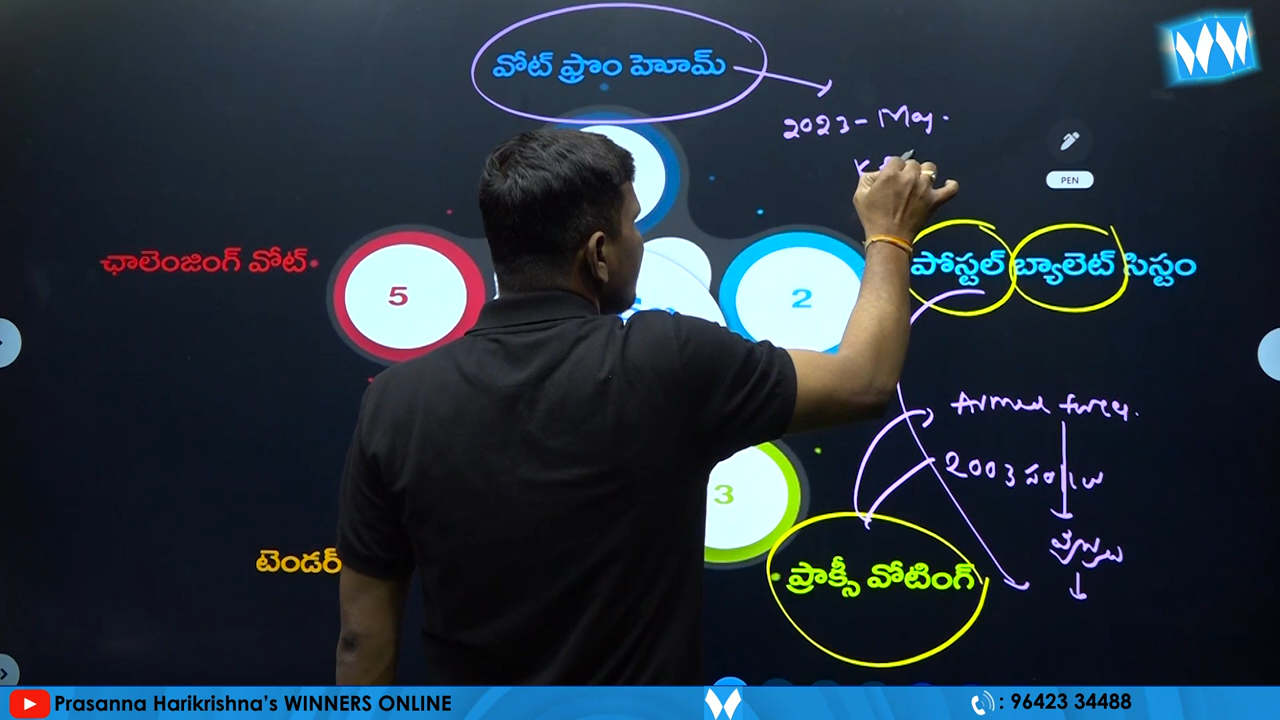 వోట్ ఫ్రొం హెూమ్
2023 - May.
PEN
ఛాలెంజింగ్ వోట్
5
2
పోస్టల్ బ్యాలెట్ సిస్టం
Armed forces.
2003
3
టెండర్
ప్రాక్సీ వోటింగ్
Prasanna Harikrishna's WINNERS ONLINE
: 96423 34488